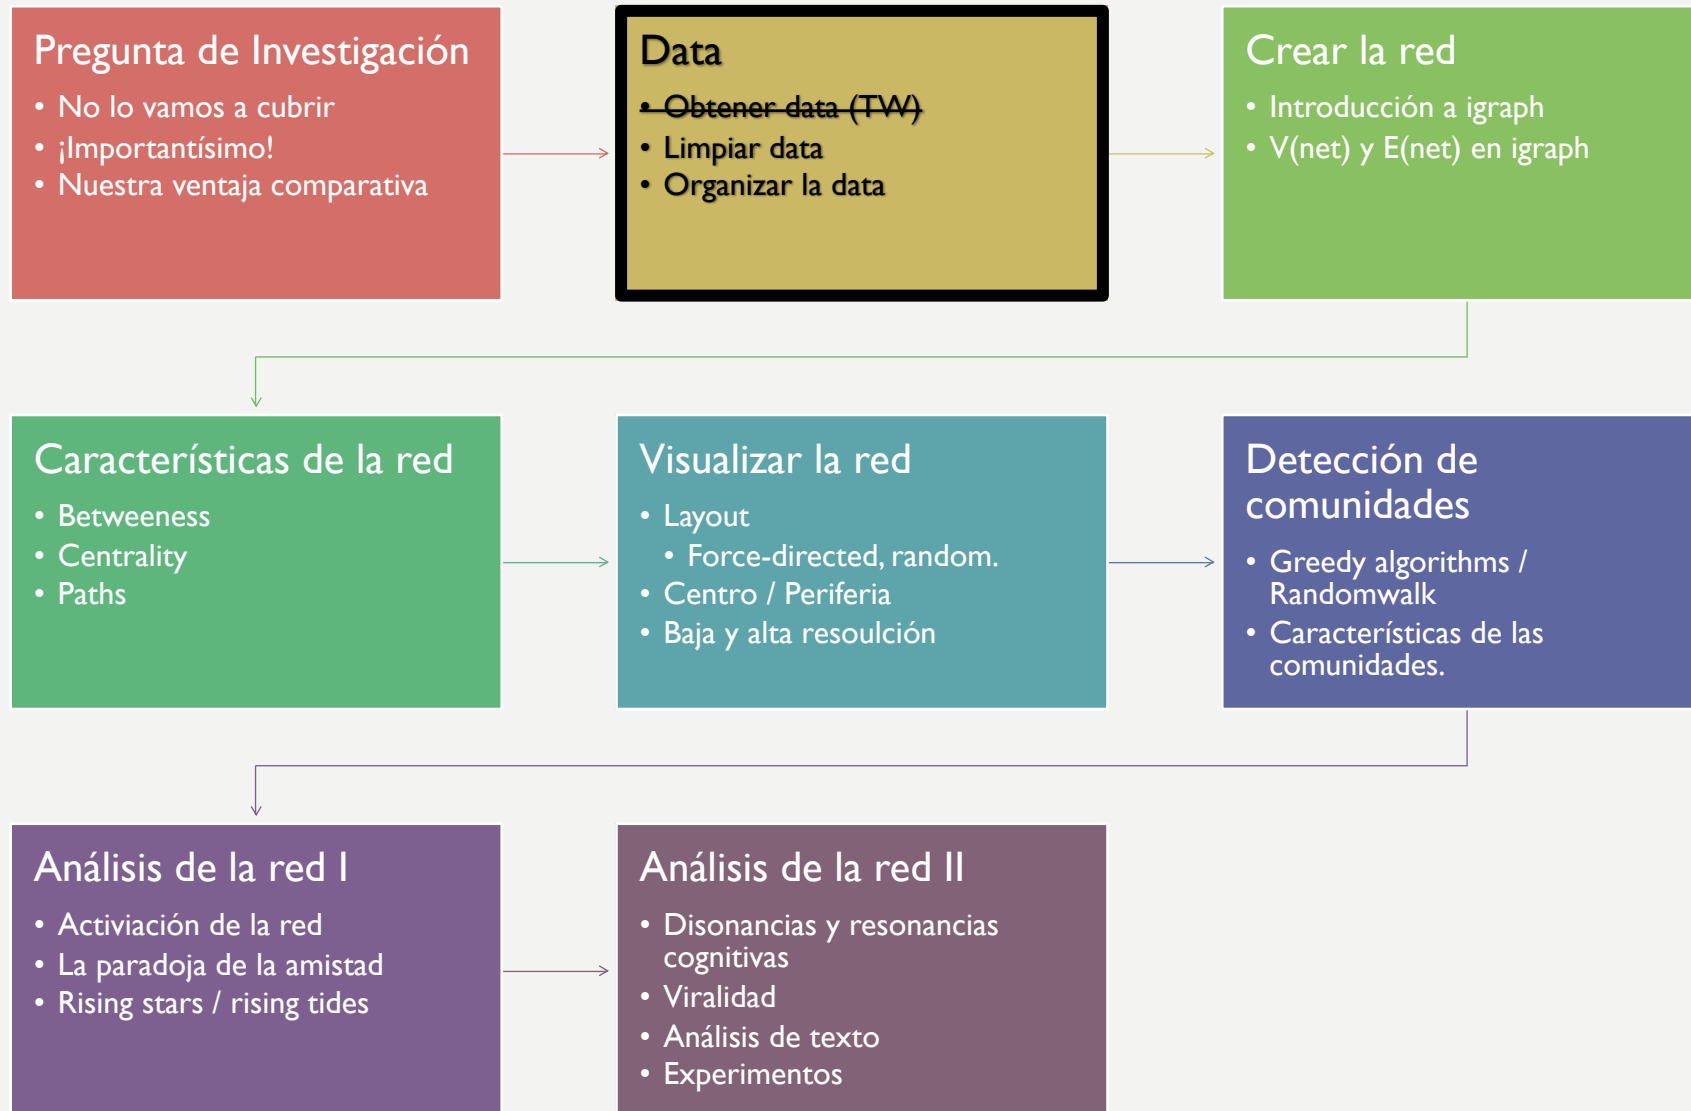 Pregunta de Investigación
• No lo vamos a cubrir
• ¡Importantísimo!
• Nuestra ventaja comparativa
Data
• Obtener data (TW)
• Limpiar data
• Organizar la data
Crear la red
• Introducción a igraph
• V(net) y E(net) en igraph
Características de la red
• Betweeness
• Centrality
• Paths
Visualizar la red
• Layout
• Force-directed, random.
• Centro / Periferia
• Baja y alta resoulción
Detección de
comunidades
• Greedy algorithms /
Randomwalk
• Características de las
comunidades.
Análisis de la red I
• Activiación de la red
• La paradoja de la amistad
• Rising stars / rising tides
Análisis de la red II
• Disonancias y resonancias
cognitivas
• Viralidad
• Análisis de texto
• Experimentos